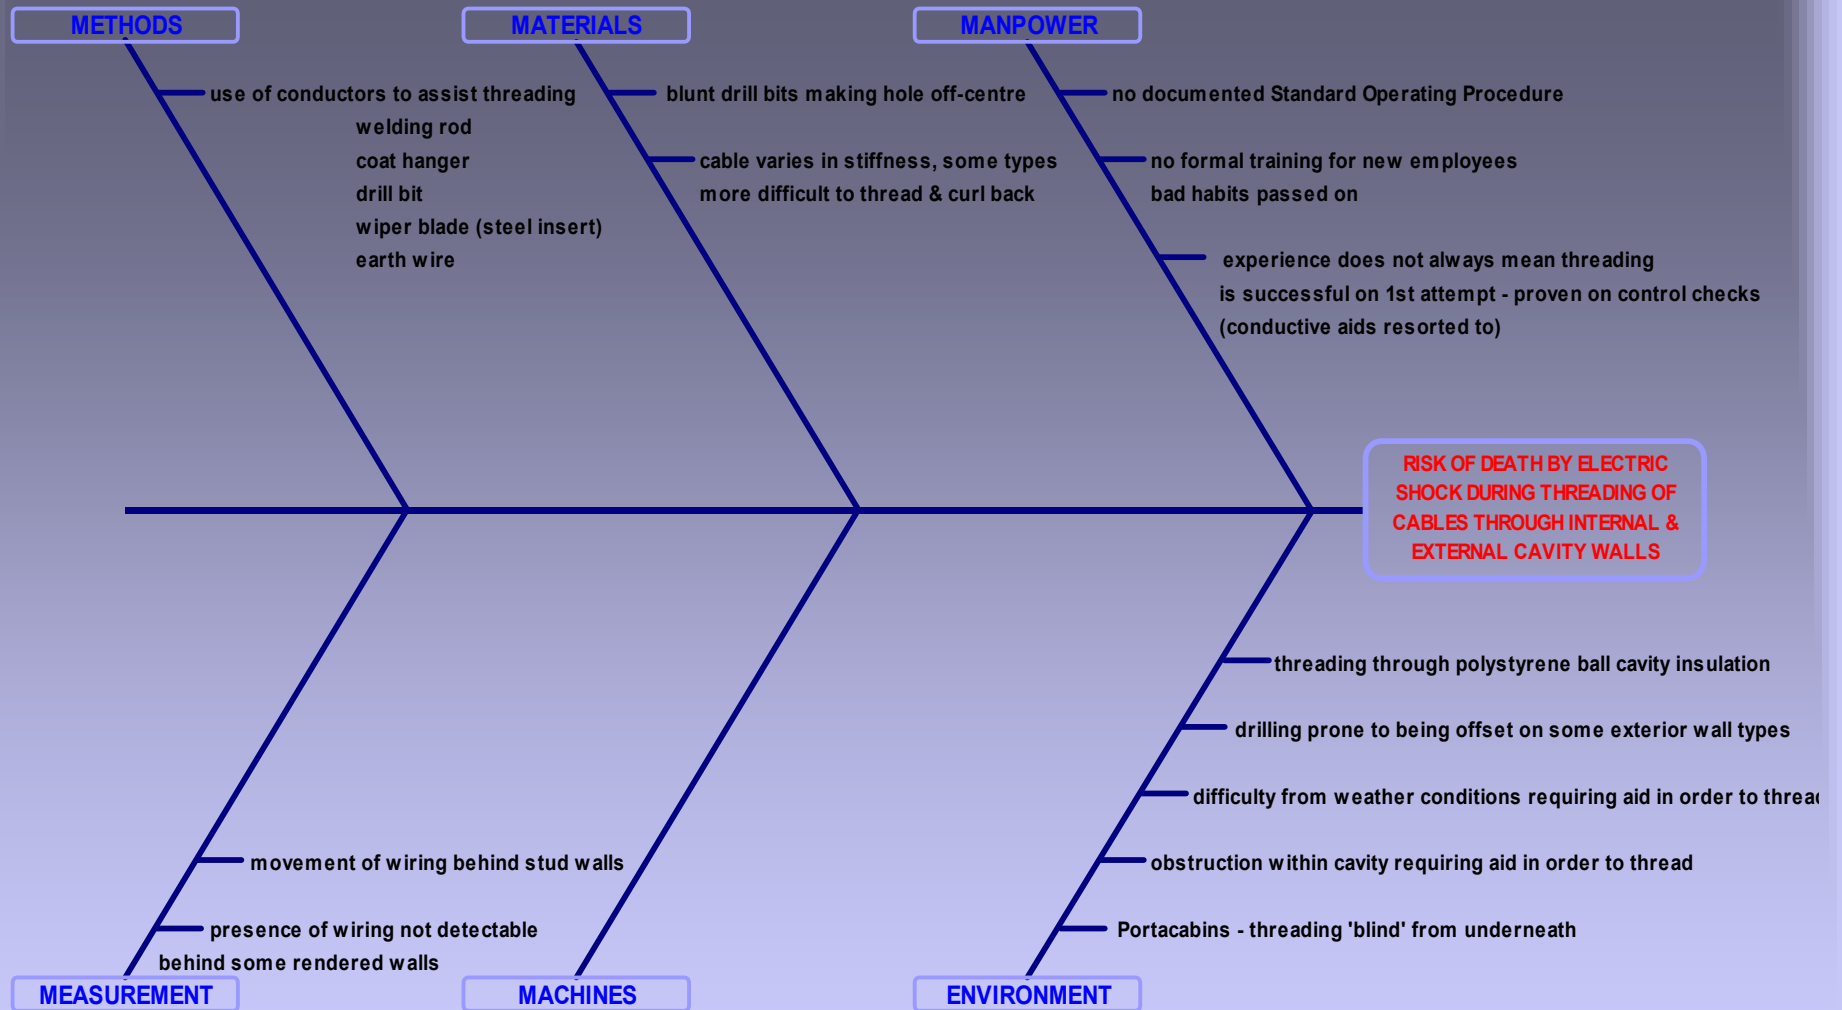 METHODS
MATERIALS
MANPOWER
use of conductors to assist threading
welding rod
coat hanger
drill bit
wiper blade (steel insert)
earth wire
blunt drill bits making hole off-centre
cable varies in stiffness, some types
more difficult to thread & curl back
no documented Standard Operating Procedure
no formal training for new employees
bad habits passed on
experience does not always mean threading
is successful on 1st attempt - proven on control checks
(conductive aids resorted to)
RISK OF DEATH BY ELECTRIC
SHOCK DURING THREADING OF
CABLES THROUGH INTERNAL &
EXTERNAL CAVITY WALLS
movement of wiring behind stud walls
presence of wiring not detectable
behind some rendered walls
threading through polystyrene ball cavity insulation
drilling prone to being offset on some exterior wall types
difficulty from weather conditions requiring aid in order to threa
obstruction within cavity requiring aid in order to thread
Portacabins - threading 'blind' from underneath
MEASUREMENT
MACHINES
ENVIRONMENT